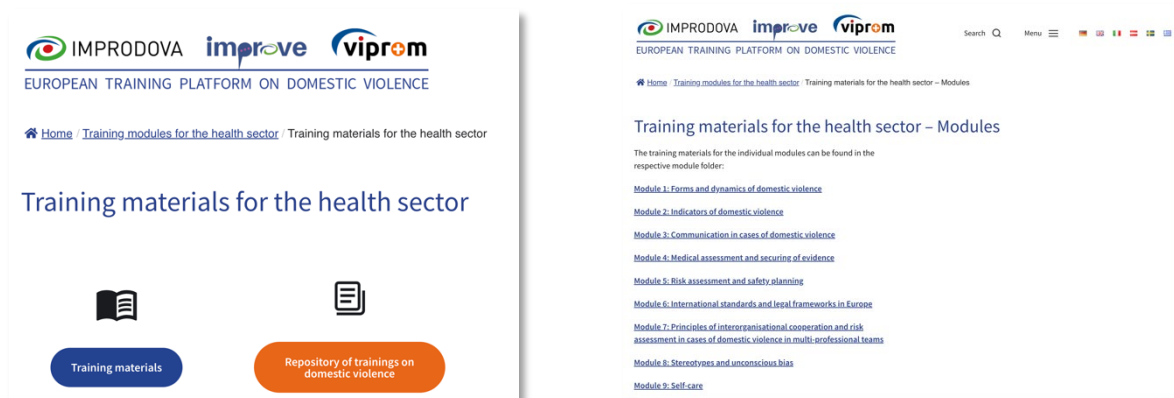 IMPRODOVA improve viprom
EUROPEAN TRAINING PLATFORM ON DOMESTIC VIOLENCE
Home / Training modules for the health sector / Training materials for the health sector
Training materials for the health sector
Training materials
Repository of trainings on
domestic violence
IMPRODOVA improve viprom
EUROPEAN TRAINING PLATFORM ON DOMESTIC VIOLENCE
Search Menu
Home / Training modules for the health sector / Training materials for the health sector – Modules
Training materials for the health sector – Modules
The training materials for the individual modules can be found in the
respective module folder:
Module 1: Forms and dynamics of domestic violence
Module 2: Indicators of domestic violence
Module 3: Communication in cases of domestic violence
Module 4: Medical assessment and securing of evidence
Module 5: Risk assessment and safety planning
Module 6: International standards and legal frameworks in Europe
Module 7: Principles of interorganisational cooperation and risk
assessment in cases of domestic violence in multi-professional teams
Module 8: Stereotypes and unconscious bias
Module 9: Self-care